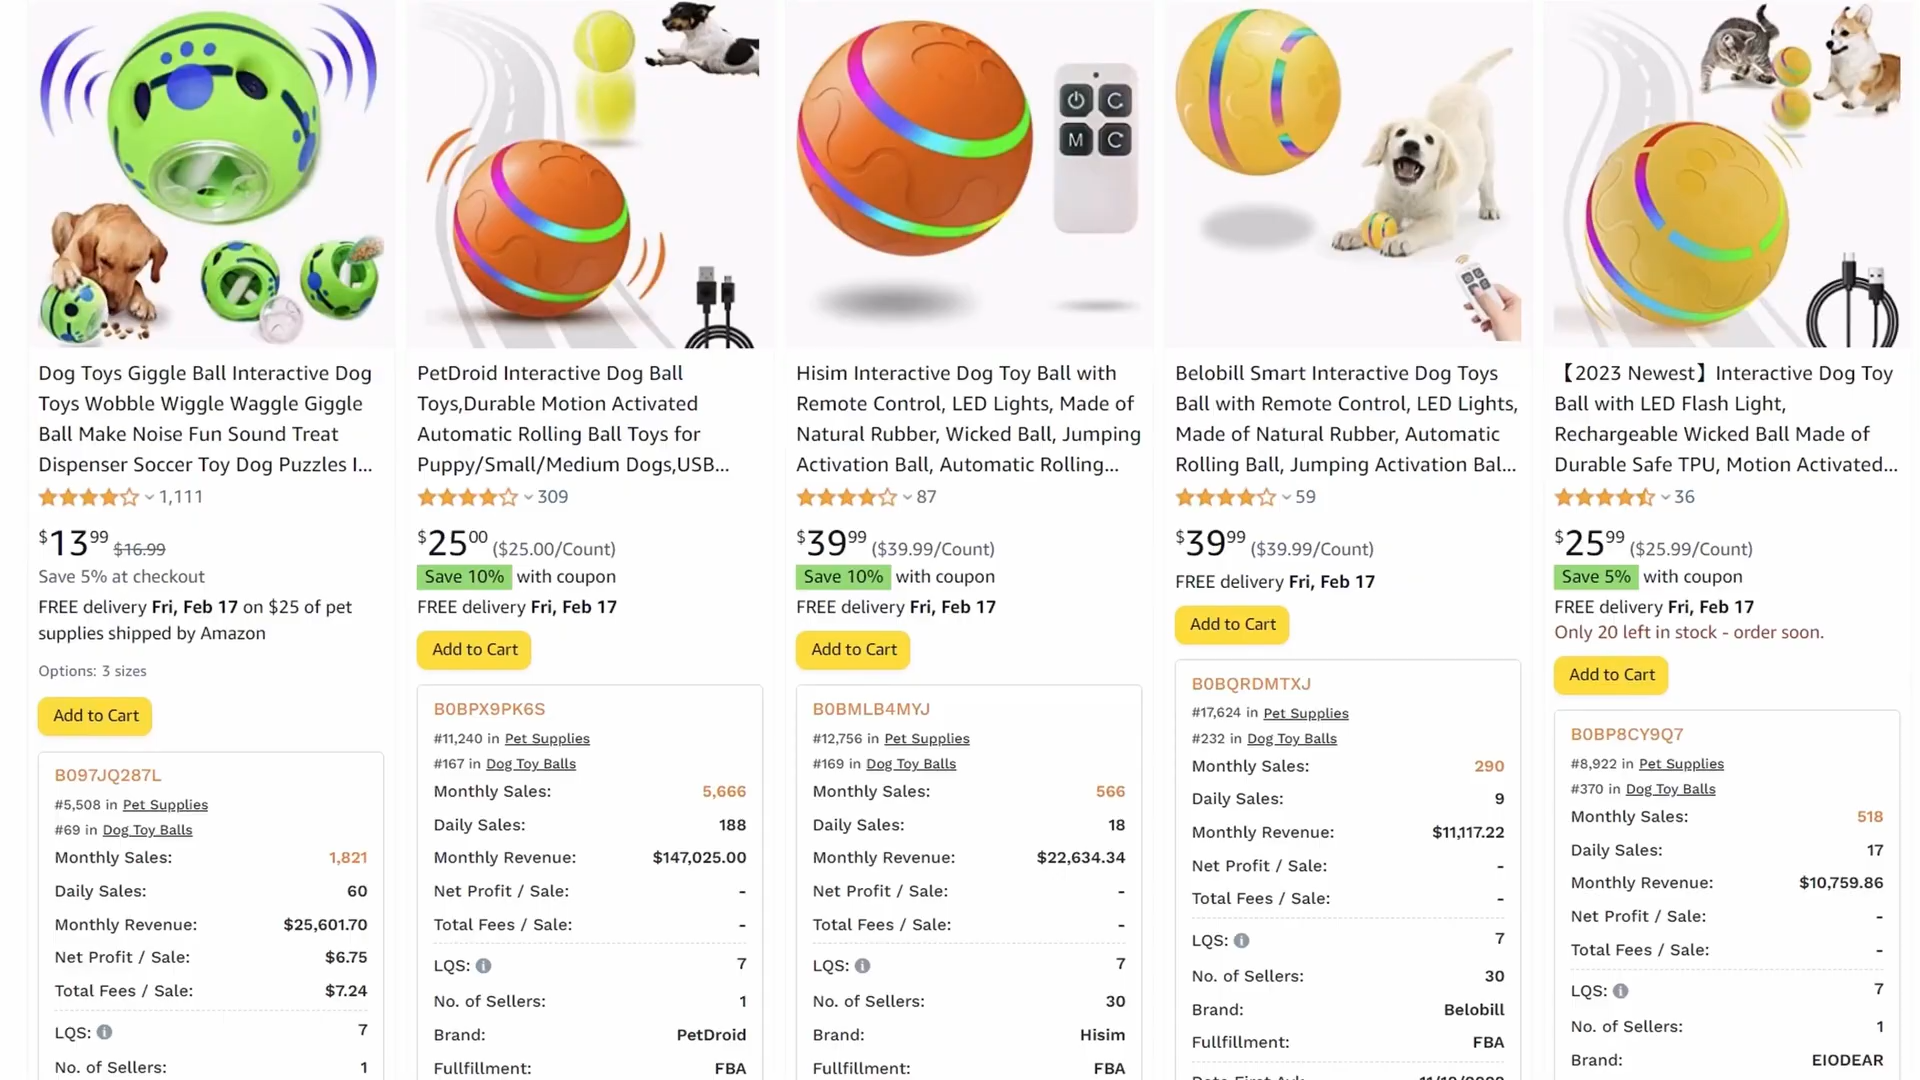 M
Dog Toys Giggle Ball Interactive Dog
Toys Wobble Wiggle Waggle Giggle
Ball Make Noise Fun Sound Treat
Dispenser Soccer Toy Dog Puzzles I...
1,111
$13.99 $16.99
Save 5% at checkout
FREE delivery Fri, Feb 17 on $25 of pet
supplies shipped by Amazon
Options: 3 sizes
Add to Cart
B097JQ287L
#5,508 in Pet Supplies
#69 in Dog Toy Balls
Monthly Sales: 1,821
Daily Sales: 60
Monthly Revenue: $25,601.70
Net Profit / Sale: $6.75
Total Fees / Sale: $7.24
LQS: 7
No. of Sellers: 1
PetDroid Interactive Dog Ball
Toys,Durable Motion Activated
Automatic Rolling Ball Toys for
Puppy/Small/Medium Dogs,USB...
309
$25.00 ($25.00/Count)
Save 10% with coupon
FREE delivery Fri, Feb 17
Add to Cart
B0BPX9PK6S
#11,240 in Pet Supplies
#167 in Dog Toy Balls
Monthly Sales: 5,666
Daily Sales: 188
Monthly Revenue: $147,025.00
Net Profit / Sale: -
Total Fees / Sale: -
LQS: 7
No. of Sellers: 1
Brand: PetDroid
Fullfillment: FBA
Hisim Interactive Dog Toy Ball with
Remote Control, LED Lights, Made of
Natural Rubber, Wicked Ball, Jumping
Activation Ball, Automatic Rolling...
87
$39.99 ($39.99/Count)
Save 10% with coupon
FREE delivery Fri, Feb 17
Add to Cart
B0BMLB4MYJ
#12,756 in Pet Supplies
#169 in Dog Toy Balls
Monthly Sales: 566
Daily Sales: 18
Monthly Revenue: $22,634.34
Net Profit / Sale: -
Total Fees / Sale: -
LQS: 7
No. of Sellers: 30
Brand: Hisim
Fullfillment: FBA
Belobill Smart Interactive Dog Toys
Ball with Remote Control, LED Lights,
Made of Natural Rubber, Automatic
Rolling Ball, Jumping Activation Bal...
59
$39.99 ($39.99/Count)
FREE delivery Fri, Feb 17
Add to Cart
B0BQRDMTXJ
#17,624 in Pet Supplies
#232 in Dog Toy Balls
Monthly Sales: 290
Daily Sales: 9
Monthly Revenue: $11,117.22
Net Profit / Sale: -
Total Fees / Sale: -
LQS: 7
No. of Sellers: 30
Brand: Belobill
Fullfillment: FBA
【2023 Newest】Interactive Dog Toy
Ball with LED Flash Light,
Rechargeable Wicked Ball Made of
Durable Safe TPU, Motion Activated...
36
$25.99 ($25.99/Count)
Save 5% with coupon
FREE delivery Fri, Feb 17
Only 20 left in stock - order soon.
Add to Cart
B0BP8CY9Q7
#8,922 in Pet Supplies
#370 in Dog Toy Balls
Monthly Sales: 518
Daily Sales: 17
Monthly Revenue: $10,759.86
Net Profit / Sale: -
Total Fees / Sale: -
LQS: 7
No. of Sellers: 1
Brand: EIODEAR